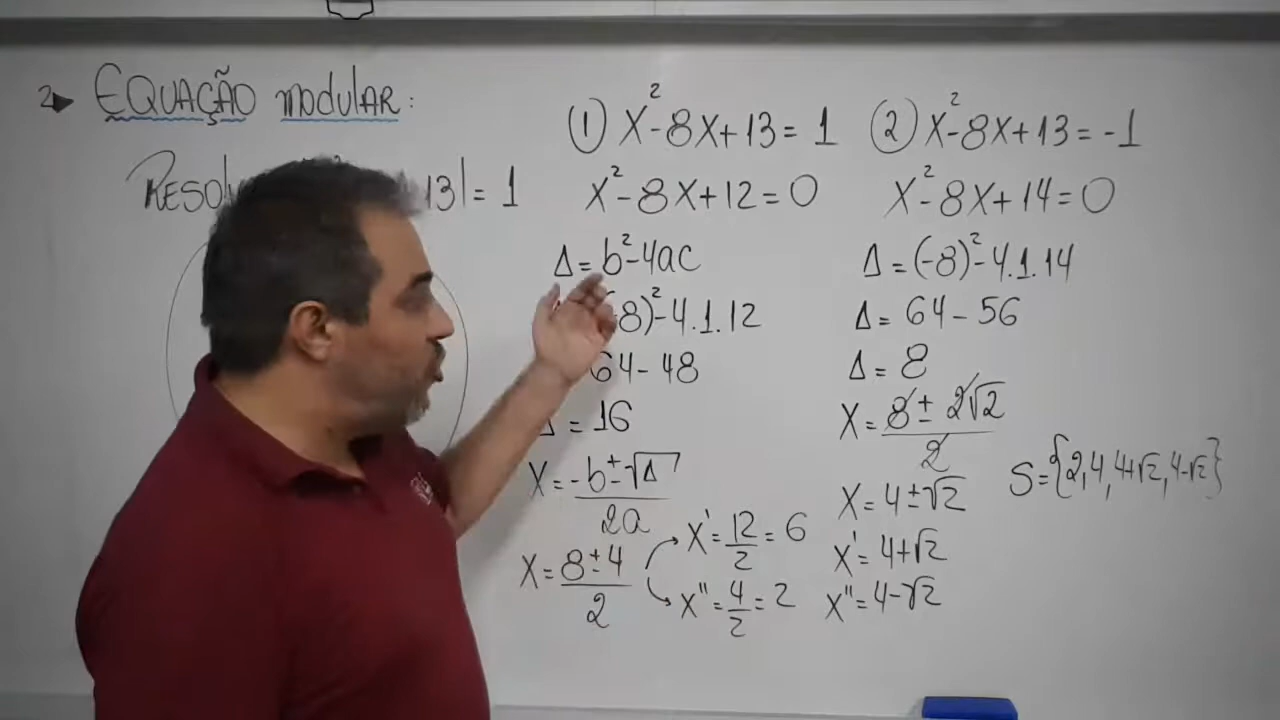 2 EQUAÇÃO modular:
13| = 1
① X²-8X+13 = 1
X²-8X+12 = 0
Δ = b²-4ac
8)²-4.1.12
64-48
Δ = 16
X = -b±√Δ/2a
X = 8±4/2
X' = 12/2 = 6
X" = 4/2 = 2
② X²-8X+13 = -1
X²-8X+14 = 0
Δ = (-8)²-4.1.14
Δ = 64-56
Δ = 8
X = 8±2√2/2
X = 4±√2
X' = 4+√2
X" = 4-√2
S = {2,4,4+√2,4-√2}